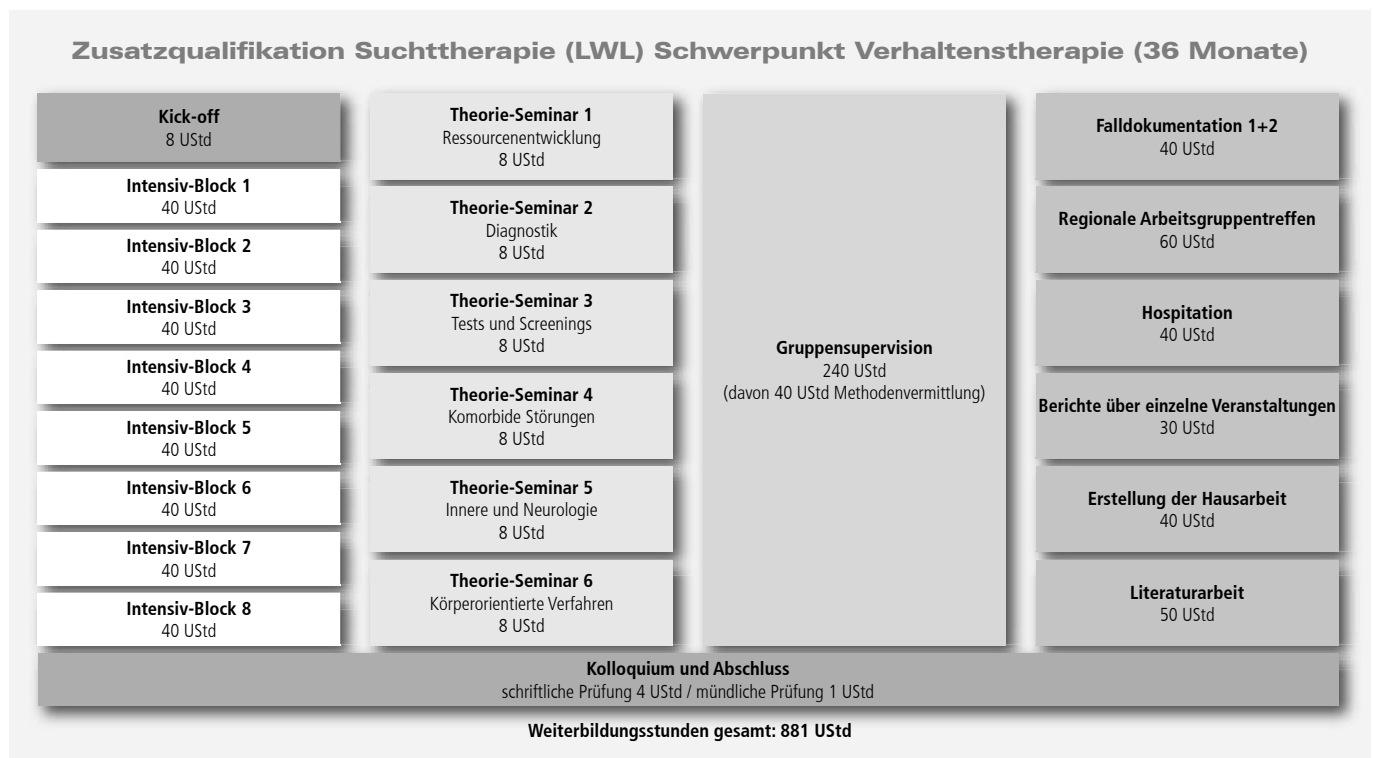 Zusatzqualifikation Suchttherapie (LWL) Schwerpunkt Verhaltenstherapie (36 Monate)
Kick-off
8 UStd
Intensiv-Block 1
40 UStd
Intensiv-Block 2
40 UStd
Intensiv-Block 3
40 UStd
Intensiv-Block 4
40 UStd
Intensiv-Block 5
40 UStd
Intensiv-Block 6
40 UStd
Intensiv-Block 7
40 UStd
Intensiv-Block 8
40 UStd
Theorie-Seminar 1
Ressourcenentwicklung
8 UStd
Theorie-Seminar 2
Diagnostik
8 UStd
Theorie-Seminar 3
Tests und Screenings
8 UStd
Theorie-Seminar 4
Komorbide Störungen
8 UStd
Theorie-Seminar 5
Innere und Neurologie
8 UStd
Theorie-Seminar 6
Körperorientierte Verfahren
8 UStd
Gruppensupervision
240 UStd
(davon 40 UStd Methodenvermittlung)
Falldokumentation 1+2
40 UStd
Regionale Arbeitsgruppentreffen
60 UStd
Hospitation
40 UStd
Berichte über einzelne Veranstaltungen
30 UStd
Erstellung der Hausarbeit
40 UStd
Literaturarbeit
50 UStd
Kolloquium und Abschluss
schriftliche Prüfung 4 UStd / mündliche Prüfung 1 UStd
Weiterbildungsstunden gesamt: 881 UStd